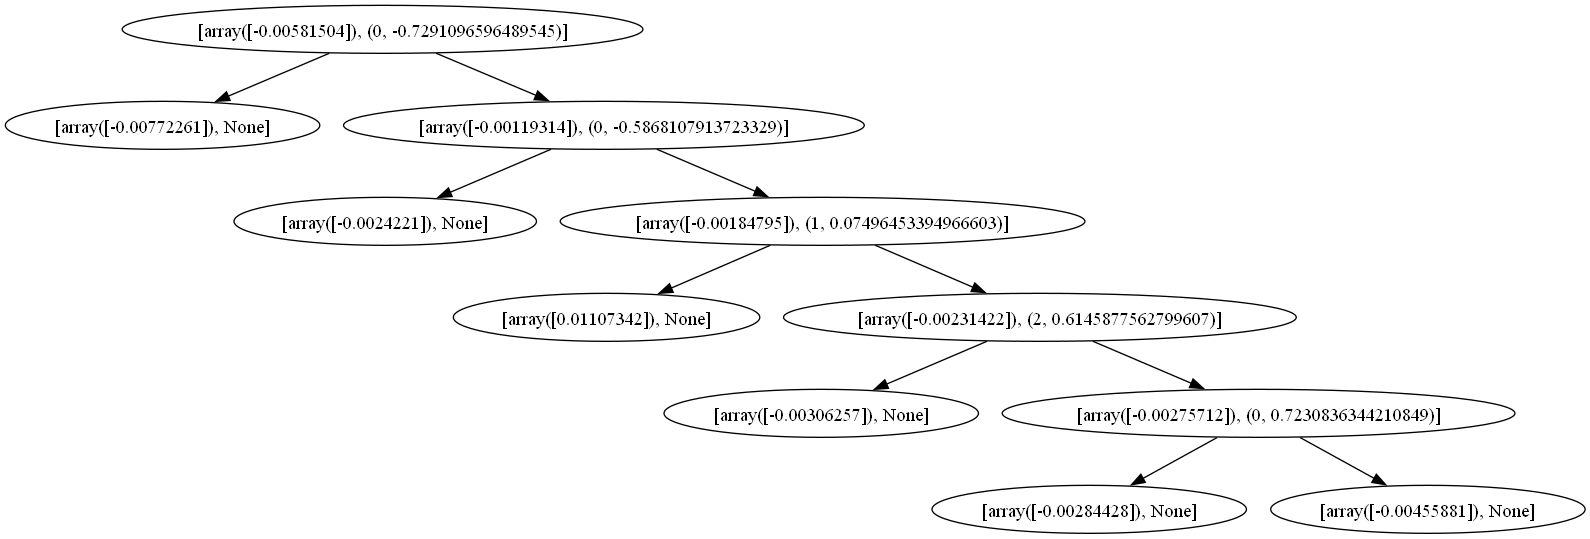 [array([-0.00581504]), (0, -0.7291096596489545)]
[array([-0.00772261]), None]
[array([-0.00119314]), (0, -0.5868107913723329)]
[array([-0.0024221]), None]
[array([-0.00184795]), (1, 0.07496453394966603)]
[array([0.01107342]), None]
[array([-0.00231422]), (2, 0.6145877562799607)]
[array([-0.00306257]), None]
[array([-0.00275712]), (0, 0.7230836344210849)]
[array([-0.00284428]), None]
[array([-0.00455881]), None]